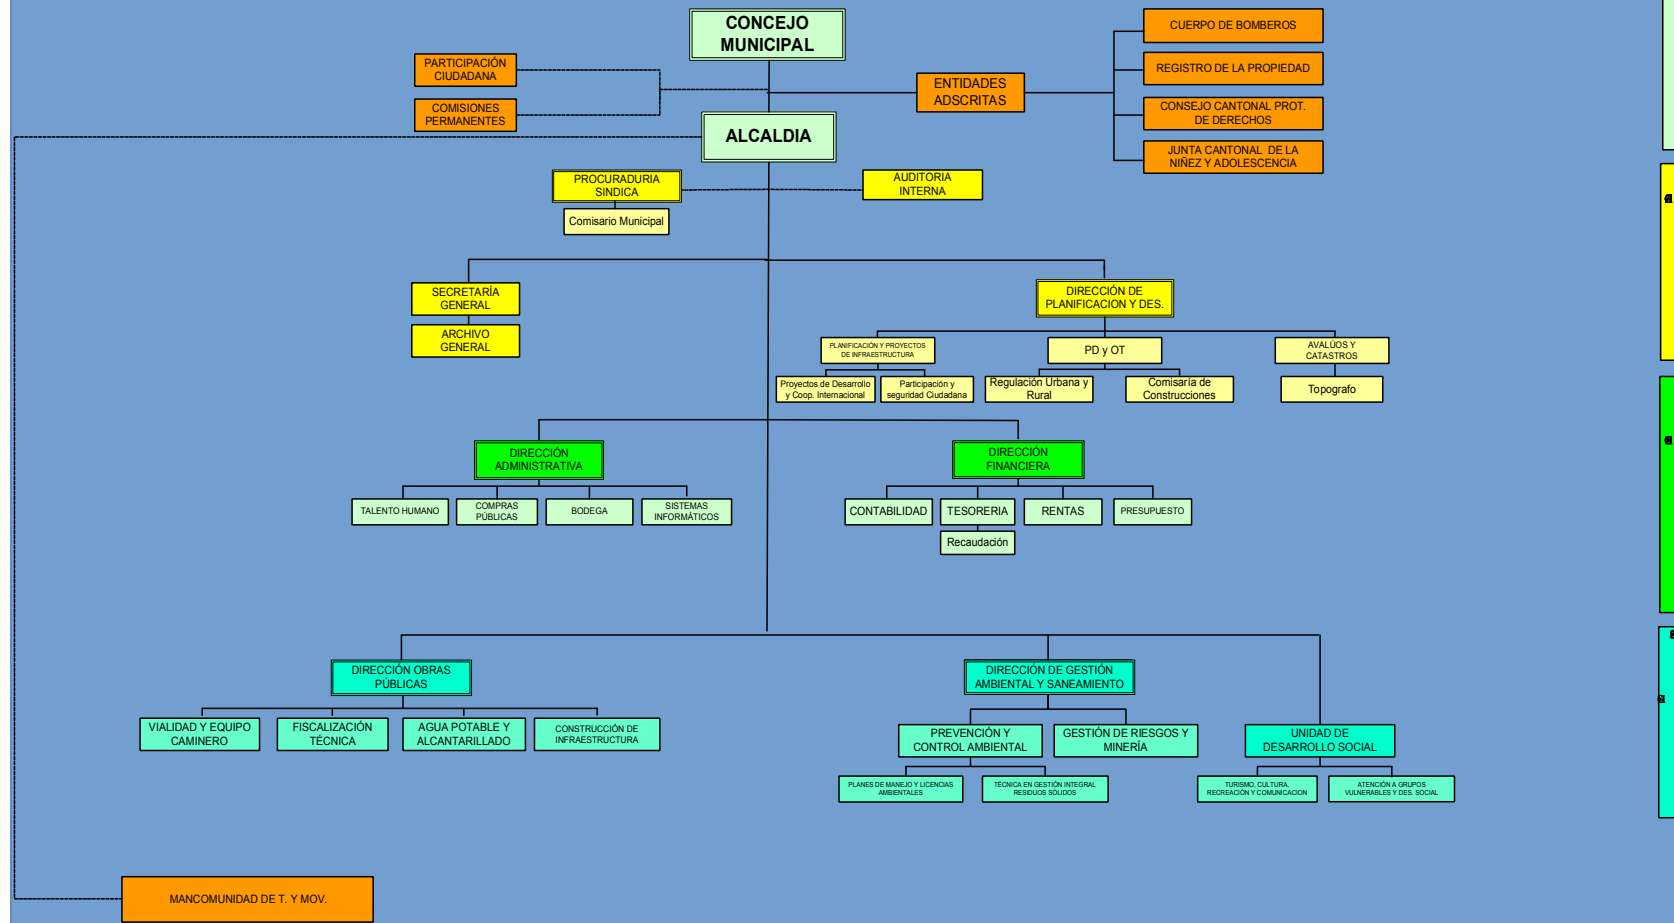 CONCEJO
MUNICIPAL
CUERPO DE BOMBEROS
PARTICIPACIÓN
CIUDADANA
REGISTRO DE LA PROPIEDAD
ENTIDADES
ADSCRITAS
COMISIONES
PERMANENTES
CONSEJO CANTONAL PROT.
DE DERECHOS
ALCALDIA
JUNTA CANTONAL DE LA
NIÑEZ Y ADOLESCENCIA
PROCURADURIA
SINDICA
AUDITORIA
INTERNA
Comisario Municipal
SECRETARÍA
GENERAL
DIRECCIÓN DE
PLANIFICACION Y DES.
ARCHIVO
GENERAL
PLANIFICACIÓN Y PROYECTOS
DE INFRAESTRUCTURA
PD y OT
AVALÚOS Y
CATASTROS
Proyectos de Desarrollo
y Coop. Internacional
Participación y
seguridad Ciudadana
Regulación Urbana y
Rural
Comisaría de
Construcciones
Topografo
DIRECCIÓN
ADMINISTRATIVA
DIRECCIÓN
FINANCIERA
TALENTO HUMANO
COMPRAS
PÚBLICAS
BODEGA
SISTEMAS
INFORMÁTICOS
CONTABILIDAD
TESORERIA
RENTAS
PRESUPUESTO
Recaudación
DIRECCIÓN OBRAS
PÚBLICAS
DIRECCIÓN DE GESTIÓN
AMBIENTAL Y SANEAMIENTO
VIALIDAD Y EQUIPO
CAMINERO
FISCALIZACIÓN
TÉCNICA
AGUA POTABLE Y
ALCANTARILLADO
CONSTRUCCIÓN DE
INFRAESTRUCTURA
PREVENCIÓN Y
CONTROL AMBIENTAL
GESTIÓN DE RIESGOS Y
MINERÍA
UNIDAD DE
DESARROLLO SOCIAL
PLANES DE MANEJO Y LICENCIAS
AMBIENTALES
TÉCNICA EN GESTIÓN INTEGRAL
RESIDUOS SÓLIDOS
TURISMO, CULTURA,
RECREACIÓN Y COMUNICACION
ATENCIÓN A GRUPOS
VULNERABLES Y DES. SOCIAL
MANCOMUNIDAD DE T. Y MOV.